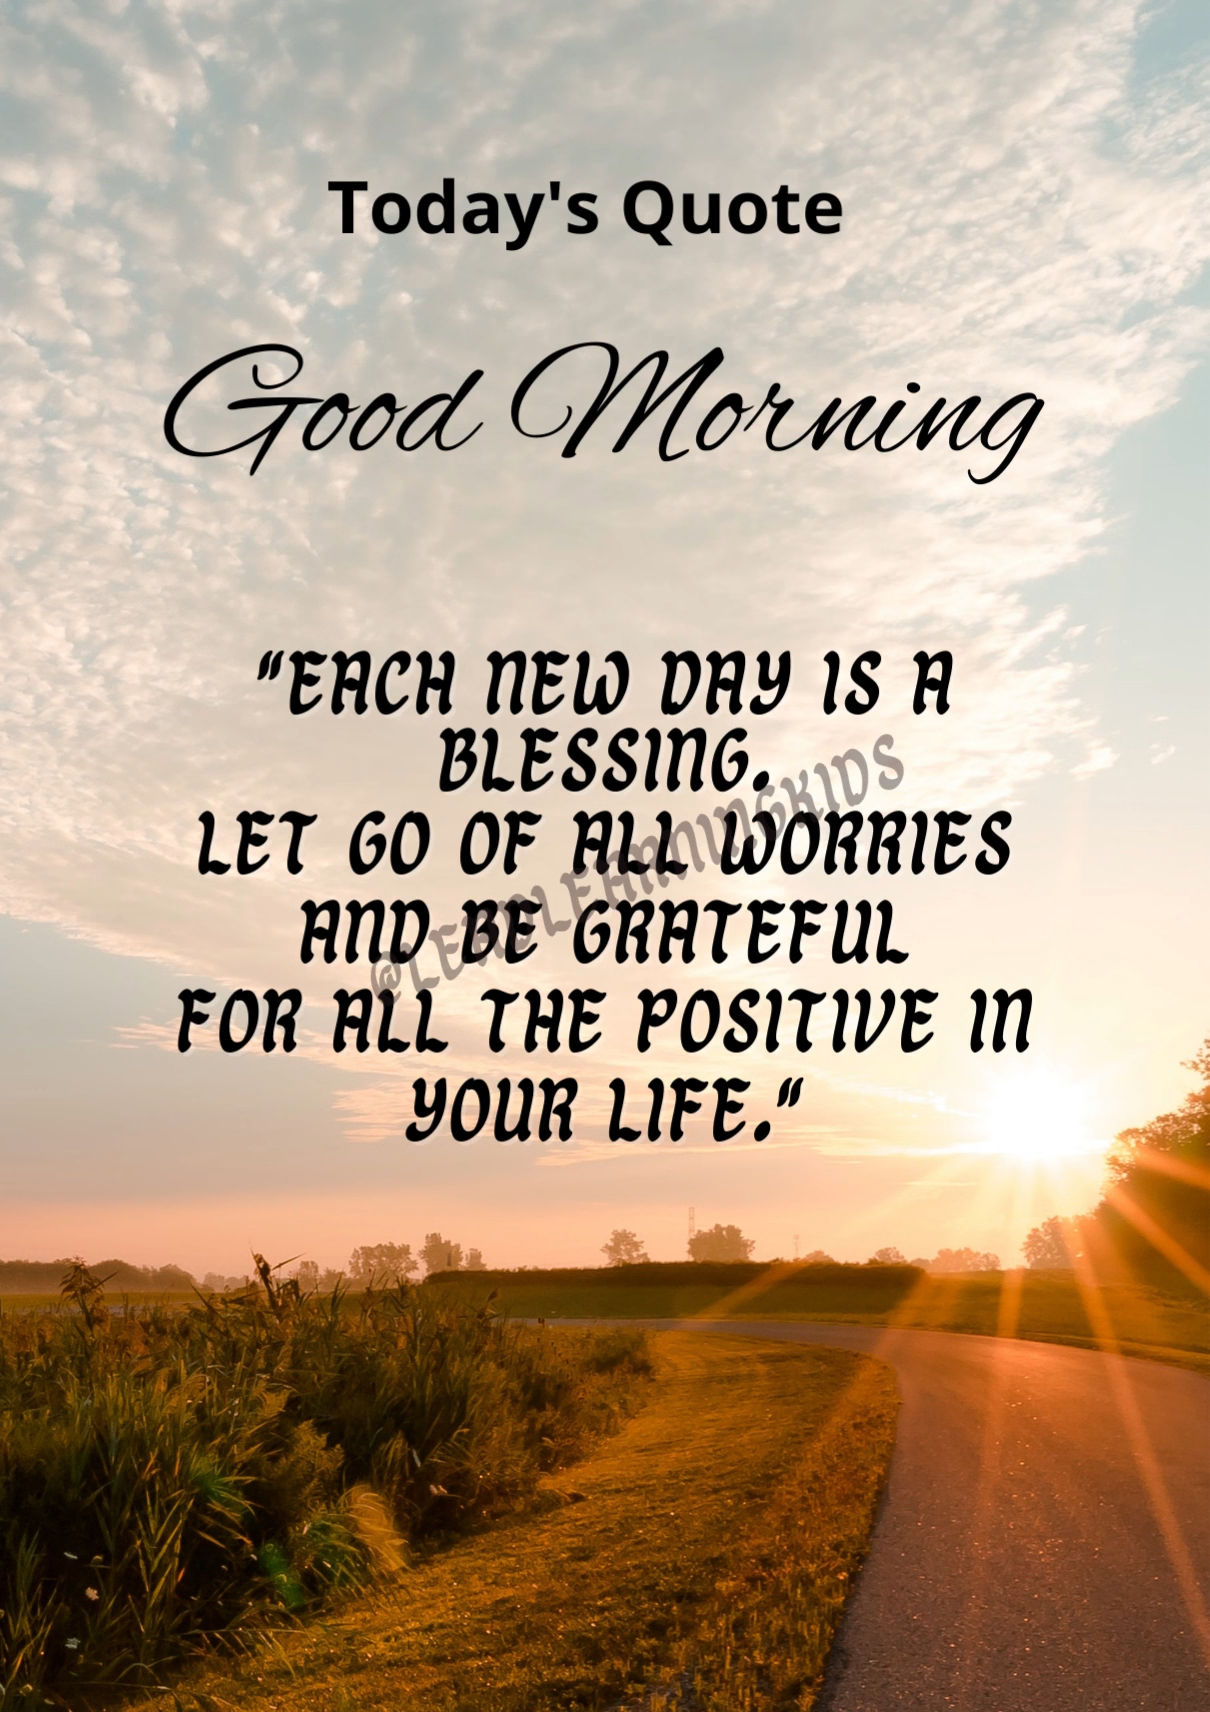 Today's Quote
Good Morning
"EACH NEW DAY IS A
BLESSING.
LET GO OF ALL WORRIES
AND BE GRATEFUL
FOR ALL THE POSITIVE IN
YOUR LIFE."
@LEADLEARNINGKIDS